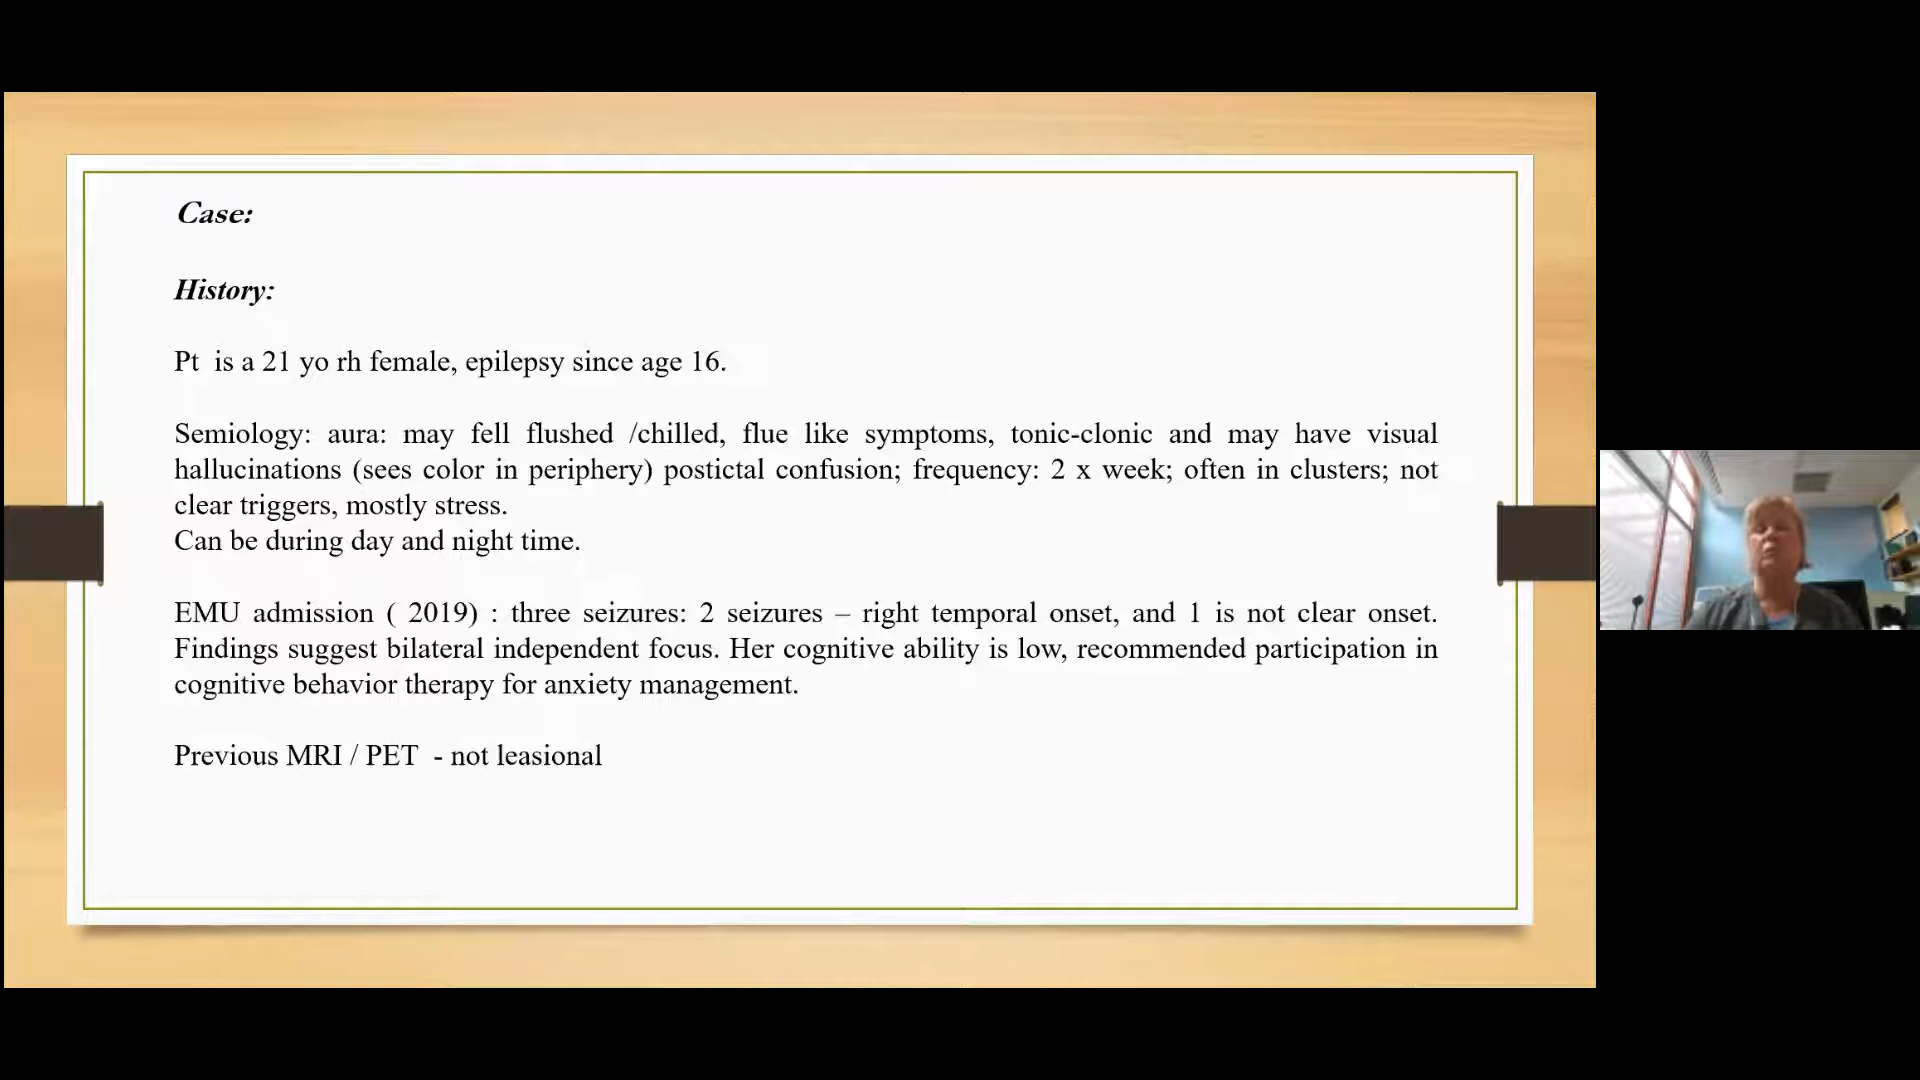 Case:
History:
Pt is a 21 yo rh female, epilepsy since age 16.
Semiology: aura: may fell flushed /chilled, flue like symptoms, tonic-clonic and may have visual
hallucinations (sees color in periphery) postictal confusion; frequency: 2 x week; often in clusters; not
clear triggers, mostly stress.
Can be during day and night time.
EMU admission ( 2019) : three seizures: 2 seizures – right temporal onset, and 1 is not clear onset.
Findings suggest bilateral independent focus. Her cognitive ability is low, recommended participation in
cognitive behavior therapy for anxiety management.
Previous MRI / PET - not leasional